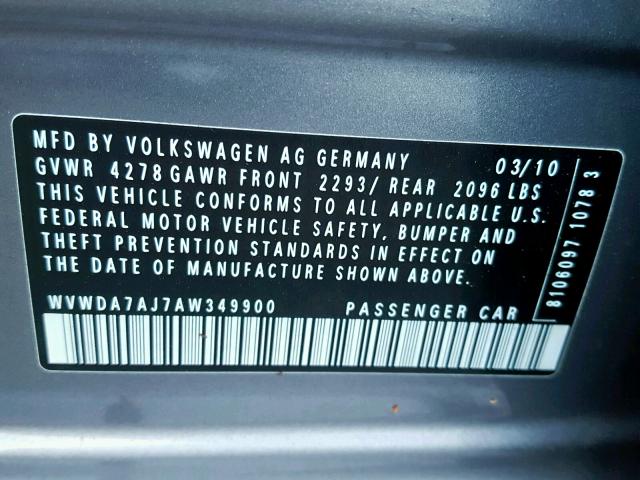 MFD BY VOLKSWAGEN AG GERMANY 03/10
GVWR 4278 GAWR FRONT 2293/ REAR 2096 LBS
THIS VEHICLE CONFORMS TO ALL APPLICABLE U.S.
FEDERAL MOTOR VEHICLE SAFETY, BUMPER AND
THEFT PREVENTION STANDARDS IN EFFECT ON
THE DATE OF MANUFACTURE SHOWN ABOVE.
WVWDA7AJ7AW349900 PASSENGER CAR
8106097 1078 3